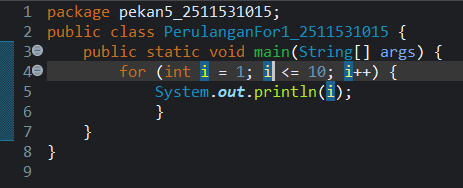 1 package pekan5_2511531015;
2 public class PerulanganFor1_2511531015 {
3 public static void main(String[] args) {
4 for (int i = 1; i <= 10; i++) {
5 System.out.println(i);
6 }
7 }
8 }
9